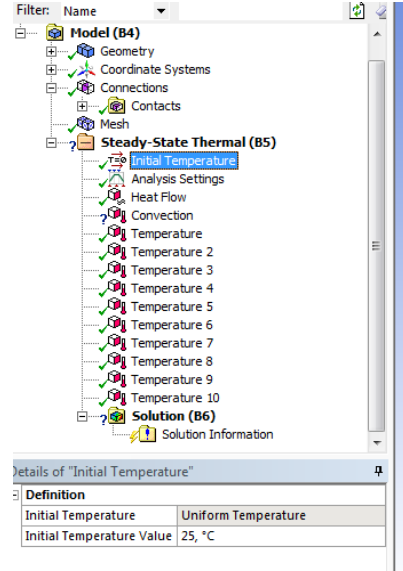 Filter: Name
Model (B4)
Geometry
Coordinate Systems
Connections
Contacts
Mesh
Steady-State Thermal (B5)
Initial Temperature
Analysis Settings
Heat Flow
Convection
Temperature
Temperature 2
Temperature 3
Temperature 4
Temperature 5
Temperature 6
Temperature 7
Temperature 8
Temperature 9
Temperature 10
Solution (B6)
Solution Information
Details of "Initial Temperature"
Definition
Initial Temperature Uniform Temperature
Initial Temperature Value 25, °C